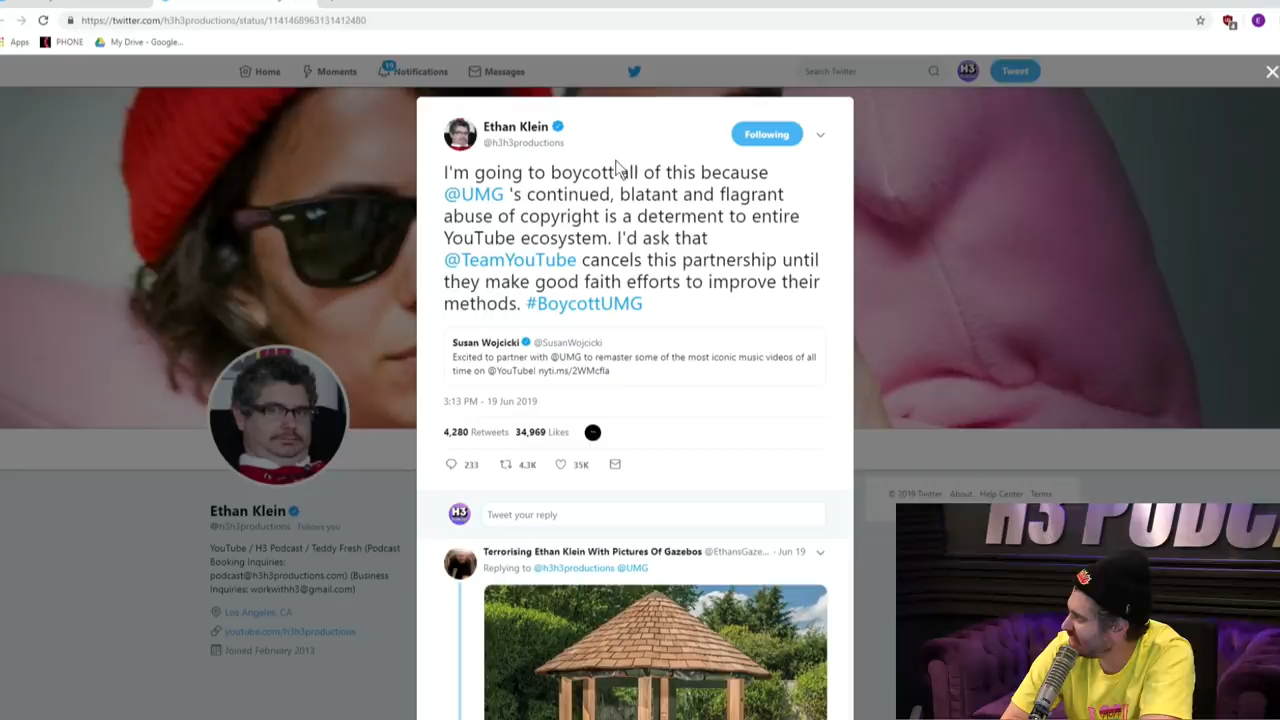 https://twitter.com/h3h3productions/status/1141468963131412480
Apps PHONE My Drive - Google...
Home Moments 19 Notifications Messages Search Twitter H3 Tweet
Ethan Klein
@h3h3productions
Following
I'm going to boycott all of this because
@UMG 's continued, blatant and flagrant
abuse of copyright is a determent to entire
YouTube ecosystem. I'd ask that
@TeamYouTube cancels this partnership until
they make good faith efforts to improve their
methods. #BoycottUMG
Susan Wojcicki @SusanWojcicki
Excited to partner with @UMG to remaster some of the most iconic music videos of all
time on @YouTube! nyti.ms/2WMcfla
3:13 PM - 19 Jun 2019
4,280 Retweets 34,969 Likes
233 4.3K 35K
H3 Tweet your reply
Terrorising Ethan Klein With Pictures Of Gazebos @EthansGaze... · Jun 19
Replying to @h3h3productions @UMG
Ethan Klein
@h3h3productions Follows you
YouTube / H3 Podcast / Teddy Fresh (Podcast
Booking Inquiries:
podcast@h3h3productions.com) (Business
Inquiries: workwithh3@gmail.com)
Los Angeles, CA
youtube.com/h3h3productions
Joined February 2013
© 2019 Twitter About Help Center Terms
H3 PODC